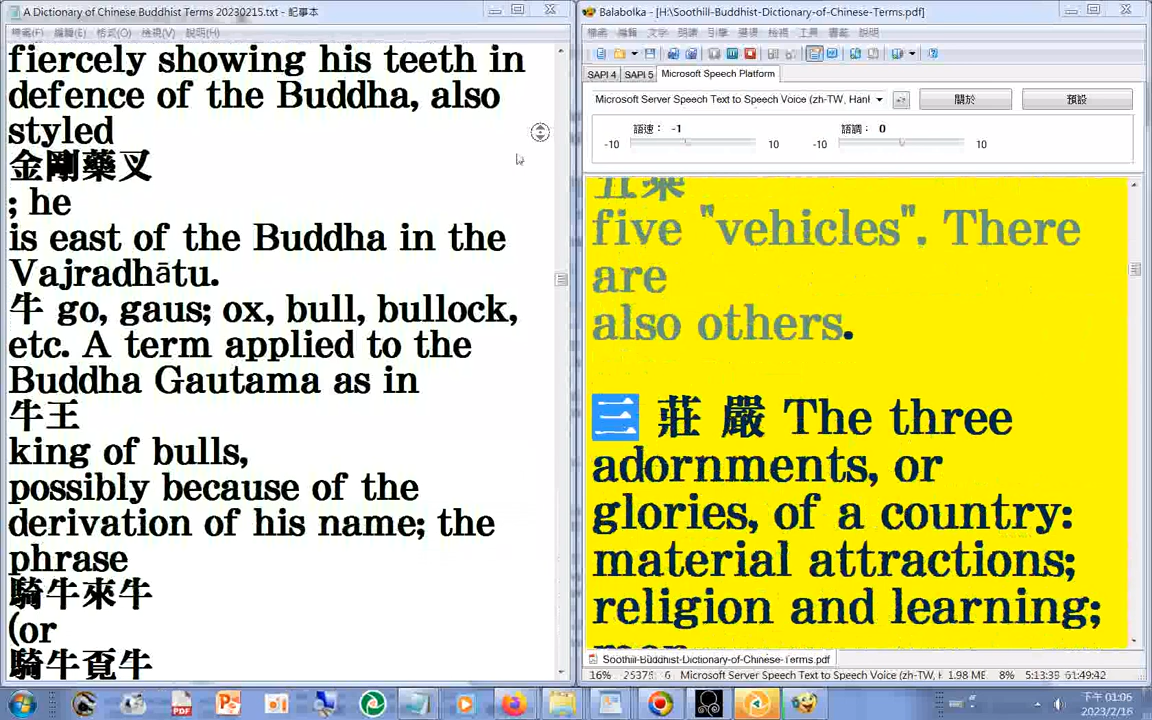 A Dictionary of Chinese Buddhist Terms 20230215.txt - 記事本
檔案(F) 編輯(E) 格式(O) 檢視(V) 說明(H)
fiercely showing his teeth in
defence of the Buddha, also
styled
金剛藥叉
; he
is east of the Buddha in the
Vajradhātu.
牛 go, gaus; ox, bull, bullock,
etc. A term applied to the
Buddha Gautama as in
牛王
king of bulls,
possibly because of the
derivation of his name; the
phrase
騎牛來牛
(or
騎牛覓牛
Balabolka - [H:\Soothill-Buddhist-Dictionary-of-Chinese-Terms.pdf]
檔案 編輯 文字 朗讀 引擎 選項 檢視 工具 書籤 說明
SAPI 4 SAPI 5 Microsoft Speech Platform
Microsoft Server Speech Text to Speech Voice (zh-TW, Hanl
關於 預設
語速： -1 語調： 0
-10 10 -10 10
五乘
five "vehicles". There
are
also others.
三 莊 嚴 The three
adornments, or
glories, of a country:
material attractions;
religion and learning;
men
Soothill-Buddhist-Dictionary-of-Chinese-Terms.pdf
16% 25375 6 Microsoft Server Speech Text to Speech Voice (zh-TW, H 1.98 ME 8% 5:13:39 61:49:42
下午 01:06
2023/2/16